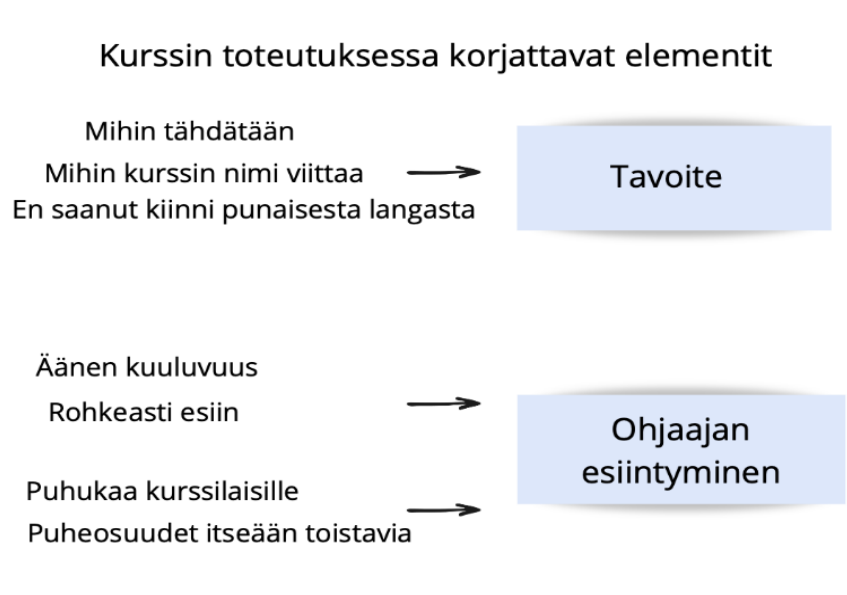 Kurssin toteutuksessa korjattavat elementit
Mihin tähdätään
Mihin kurssin nimi viittaa
En saanut kiinni punaisesta langasta
Tavoite
Äänen kuuluvuus
Rohkeasti esiin
Puhukaa kurssilaisille
Puheosuudet itseään toistavia
Ohjaajan
esiintyminen